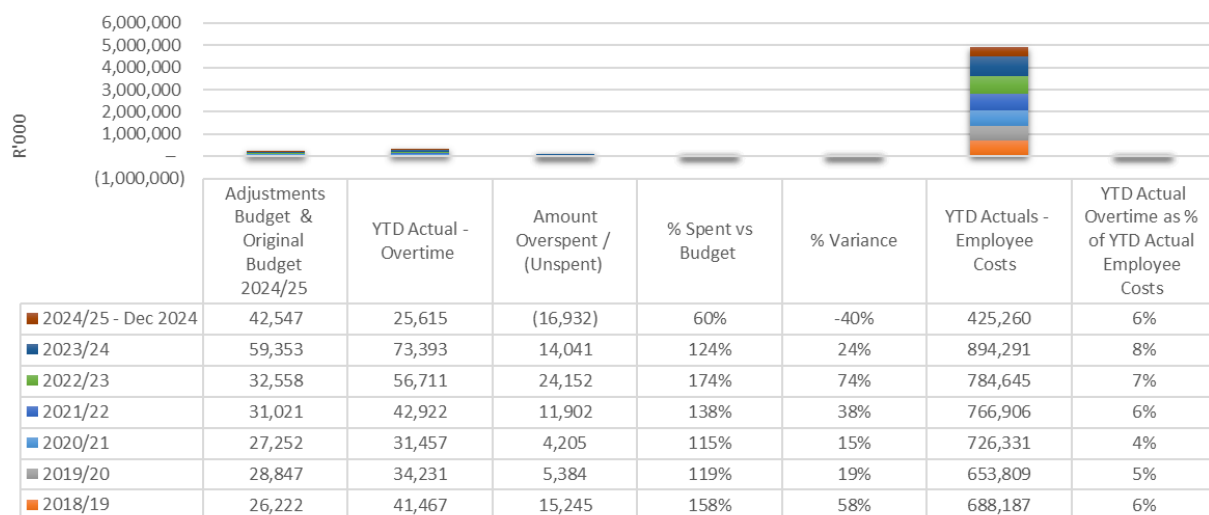 6,000,000
5,000,000
4,000,000
3,000,000
2,000,000
1,000,000
–
(1,000,000)
R'000
Adjustments Budget & Original Budget 2024/25 YTD Actual - Overtime Amount Overspent / (Unspent) % Spent vs Budget % Variance YTD Actuals - Employee Costs YTD Actual Overtime as % of YTD Actual Employee Costs
2024/25 - Dec 2024 42,547 25,615 (16,932) 60% -40% 425,260 6%
2023/24 59,353 73,393 14,041 124% 24% 894,291 8%
2022/23 32,558 56,711 24,152 174% 74% 784,645 7%
2021/22 31,021 42,922 11,902 138% 38% 766,906 6%
2020/21 27,252 31,457 4,205 115% 15% 726,331 4%
2019/20 28,847 34,231 5,384 119% 19% 653,809 5%
2018/19 26,222 41,467 15,245 158% 58% 688,187 6%